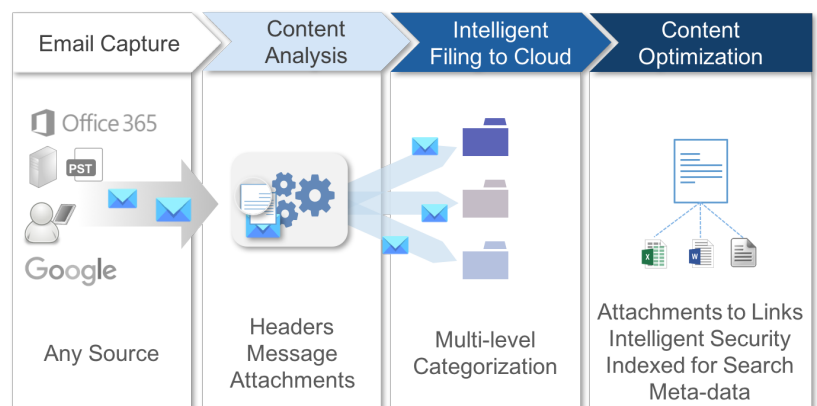 Email Capture
Content
Analysis
Intelligent
Filing to Cloud
Content
Optimization
Office 365
PST
Google
Any Source
Headers
Message
Attachments
Multi-level
Categorization
X
W
Attachments to Links
Intelligent Security
Indexed for Search
Meta-data